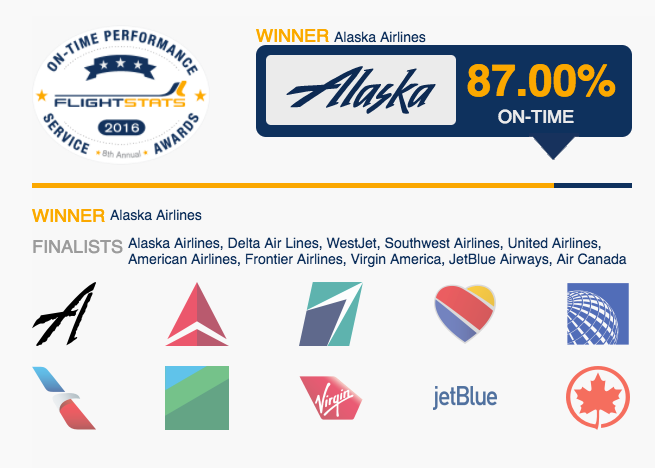 ON-TIME PERFORMANCE
FLIGHTSTATS
2016
SERVICE AWARDS
8th Annual
WINNER Alaska Airlines
Alaska
87.00%
ON-TIME
WINNER Alaska Airlines
FINALISTS Alaska Airlines, Delta Air Lines, WestJet, Southwest Airlines, United Airlines,
American Airlines, Frontier Airlines, Virgin America, JetBlue Airways, Air Canada
A
Virgin
jetBlue